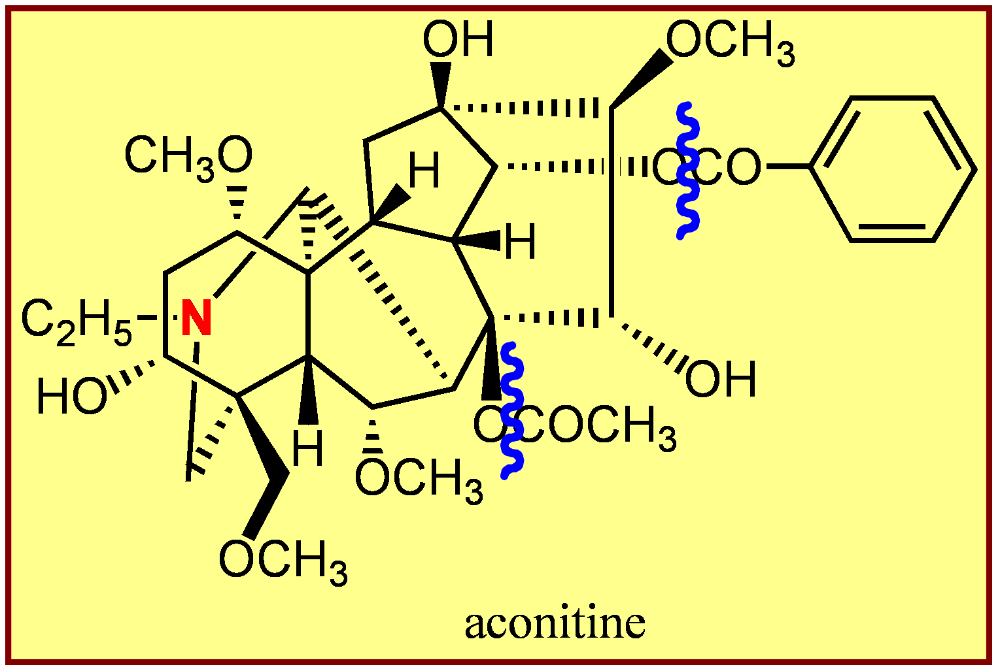 OH
OCH3
CH3O
H
OCO
H
C2H5
N
HO
OH
H
OCOCH3
OCH3
OCH3
aconitine